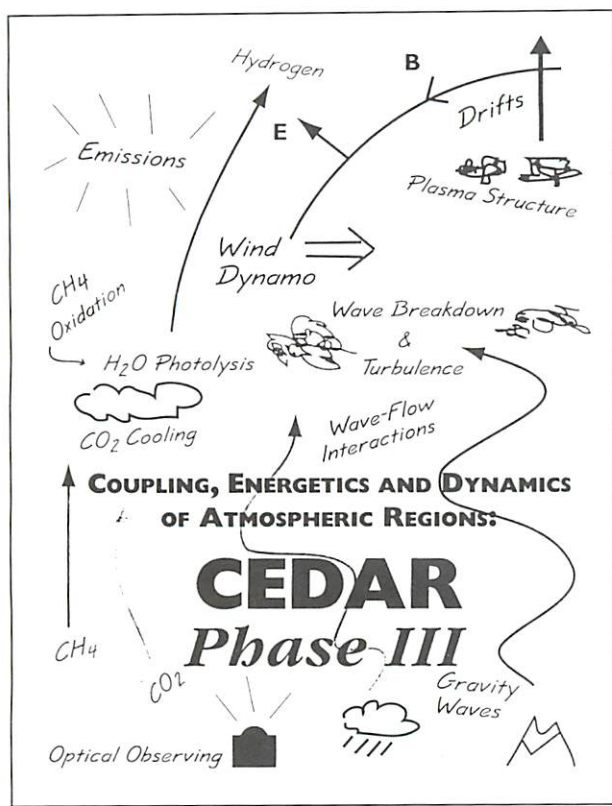 Hydrogen
B
Drifts
Emissions
E
Plasma Structure
Wind
Dynamo
CH4
Oxidation
Wave Breakdown
&
Turbulence
H₂O Photolysis
CO₂ Cooling
Wave-Flow
Interactions
COUPLING, ENERGETICS AND DYNAMICS
OF ATMOSPHERIC REGIONS:
CEDAR
Phase III
CH4
CO₂
Gravity
Waves
Optical Observing